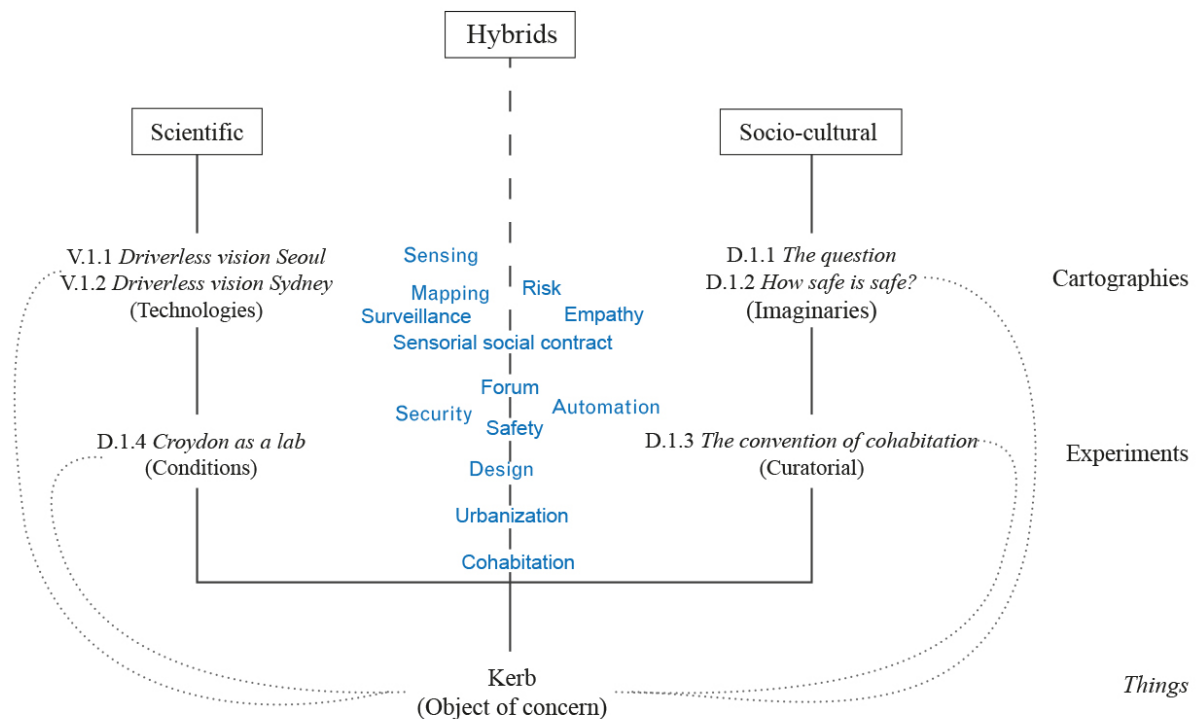 Hybrids
Scientific
Socio-cultural
V.1.1 Driverless vision Seoul
V.1.2 Driverless vision Sydney
(Technologies)
Sensing
Mapping
Risk
Surveillance
Empathy
Sensorial social contract
D.1.1 The question
D.1.2 How safe is safe?
(Imaginaries)
Cartographies
Forum
Security
Automation
Safety
Design
Urbanization
Cohabitation
D.1.4 Croydon as a lab
(Conditions)
D.1.3 The convention of cohabitation
(Curatorial)
Experiments
Kerb
(Object of concern)
Things